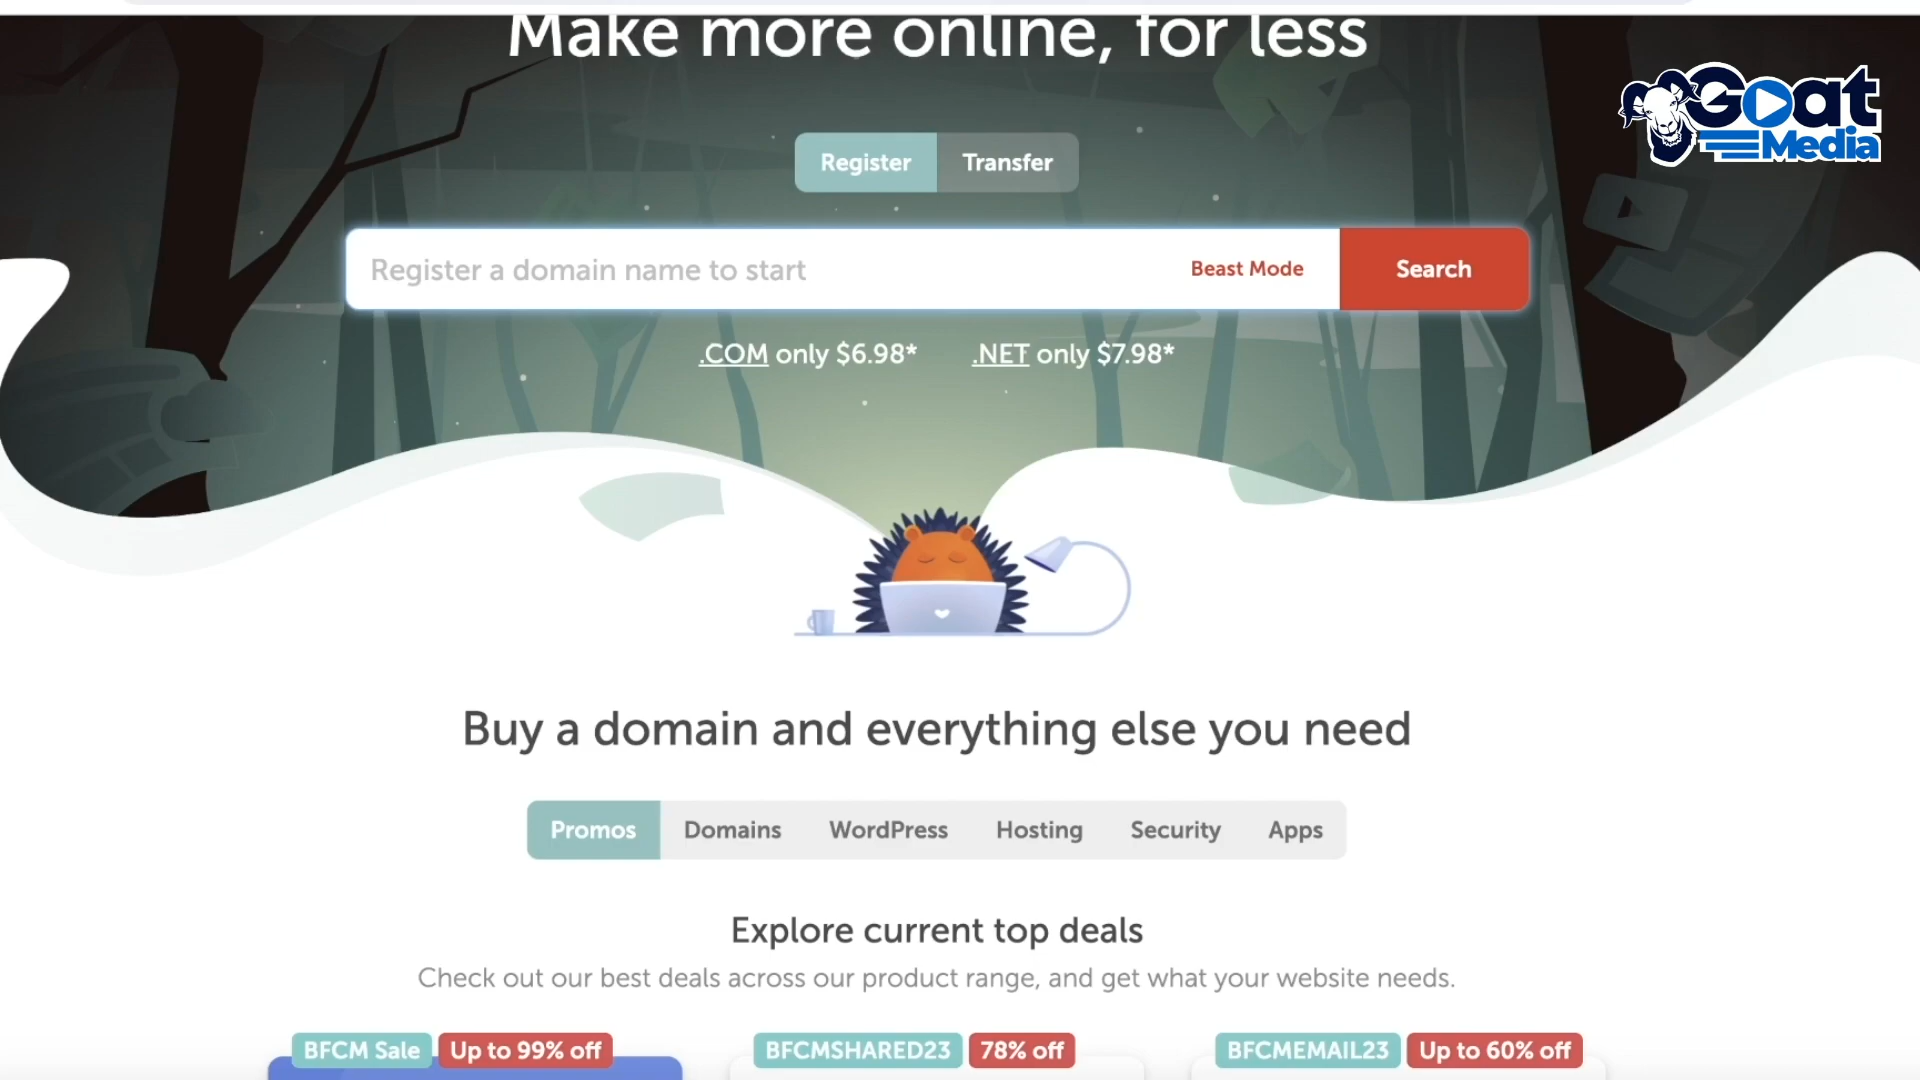 Make more online, for less
Goat
Media
Register Transfer
Register a domain name to start Beast Mode Search
.COM only $6.98* .NET only $7.98*
Buy a domain and everything else you need
Promos Domains WordPress Hosting Security Apps
Explore current top deals
Check out our best deals across our product range, and get what your website needs.
BFCM Sale Up to 99% off BFCMSHARED23 78% off BFCMEMAIL23 Up to 60% off